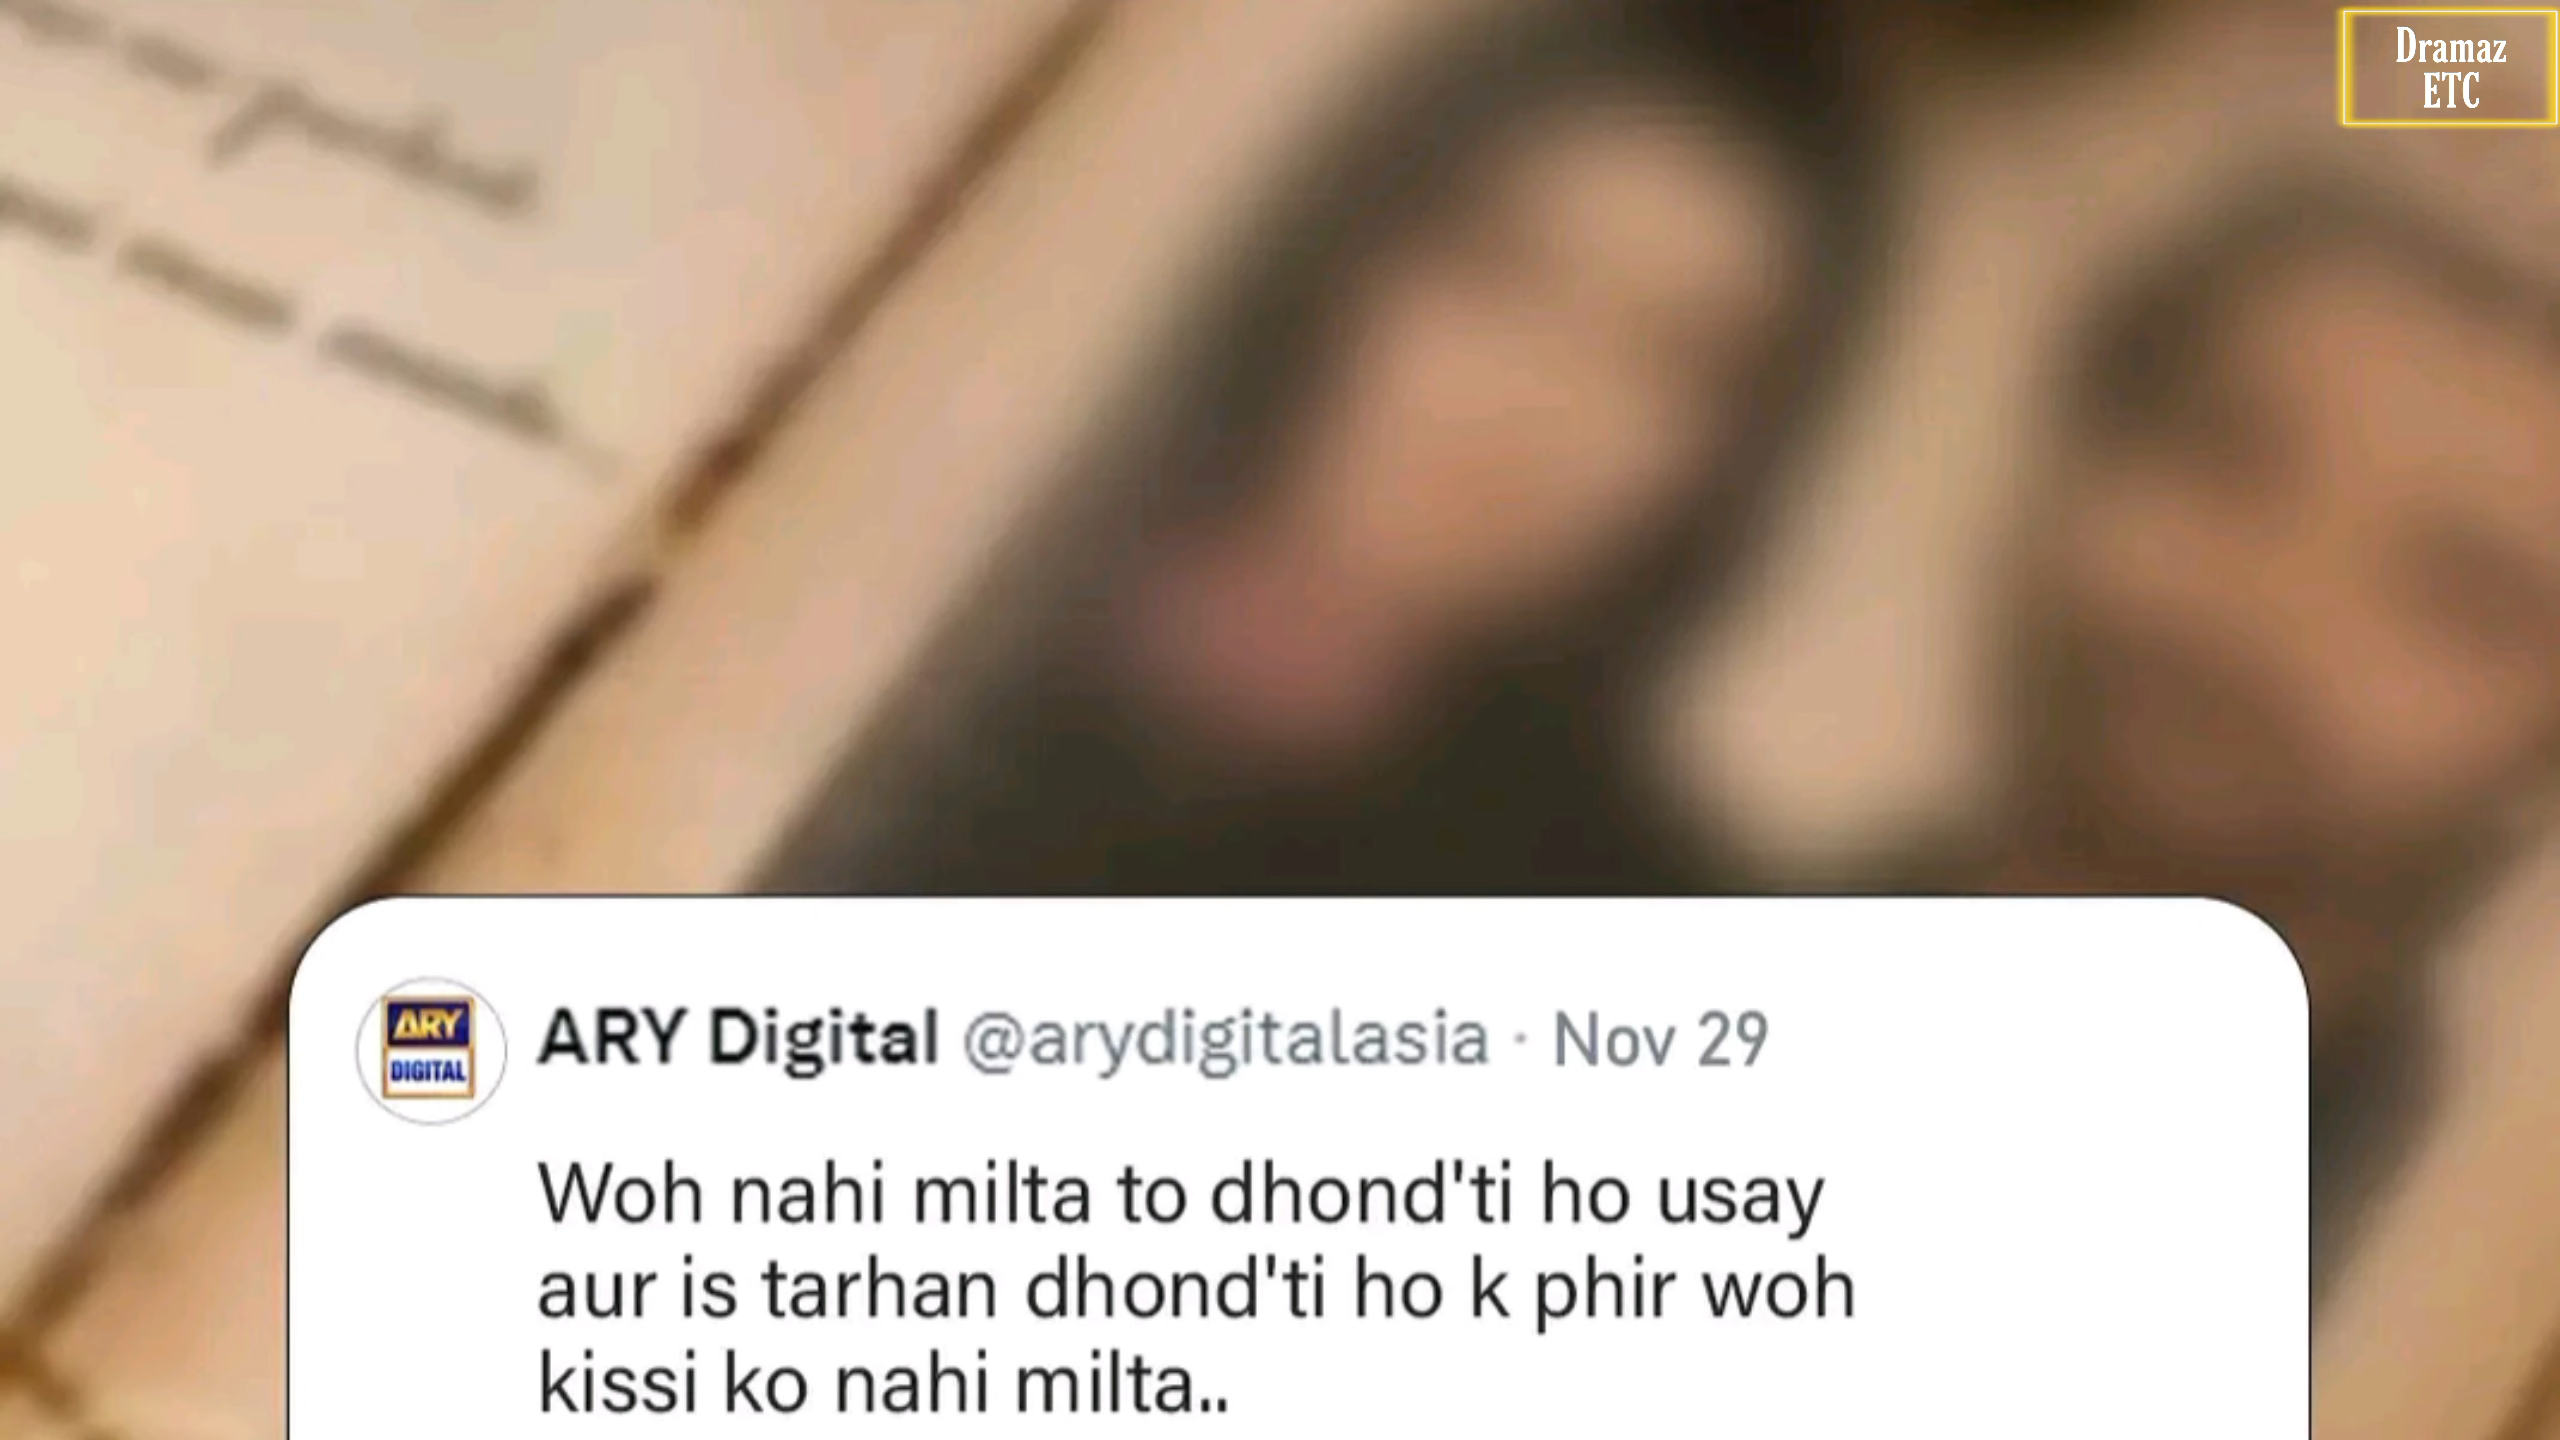 Dramaz
ETC
ARY
DIGITAL
ARY Digital @arydigitalasia · Nov 29
Woh nahi milta to dhond'ti ho usay
aur is tarhan dhond'ti ho k phir woh
kissi ko nahi milta..